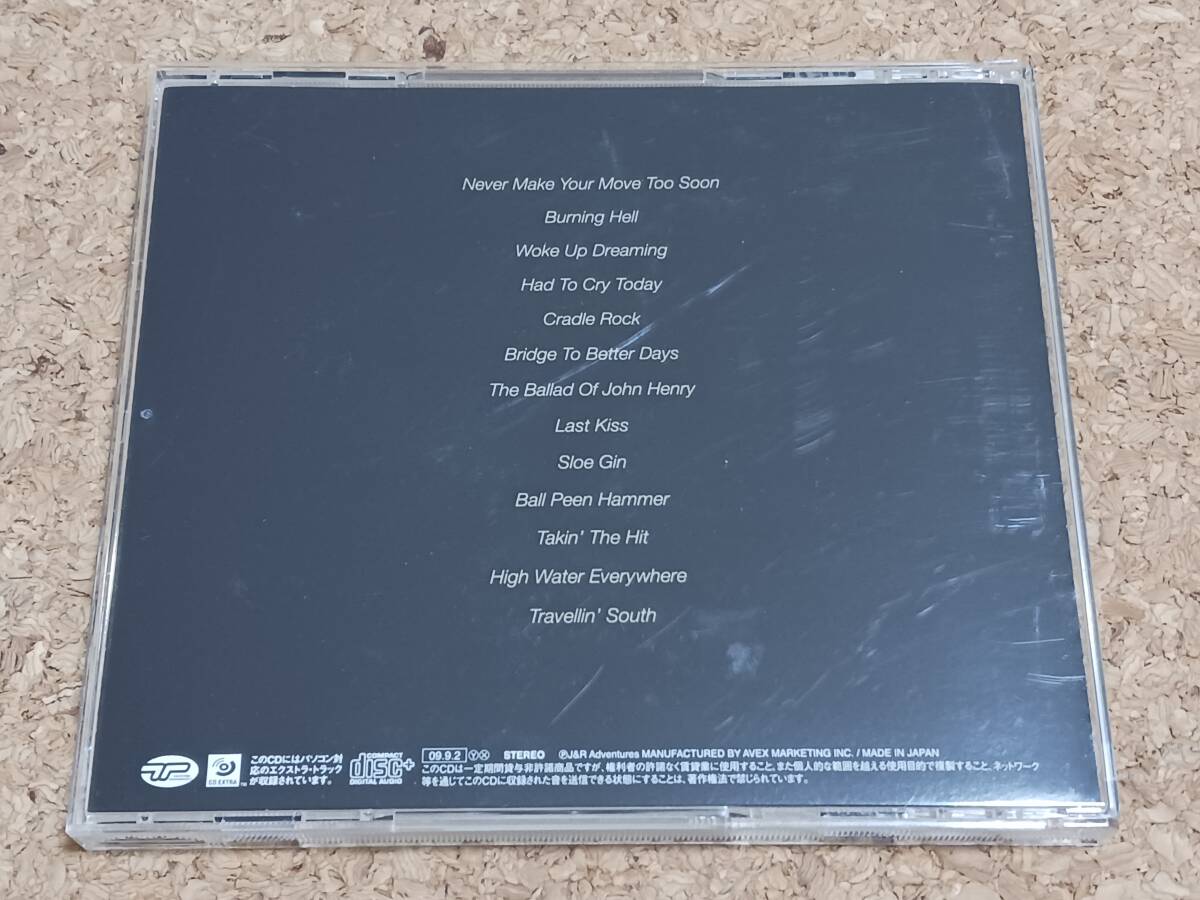 Never Make Your Move Too Soon
Burning Hell
Woke Up Dreaming
Had To Cry Today
Cradle Rock
Bridge To Better Days
The Ballad Of John Henry
Last Kiss
Sloe Gin
Ball Peen Hammer
Takin' The Hit
High Water Everywhere
Travellin' South
CD EXTRA
このCDにはパソコン対
応のエクストラ・トラック
が収録されています。
COMPACT
disc+
DIGITAL AUDIO
09.9.2 Ⓨ Ⓧ STEREO ℗J&R Adventures MANUFACTURED BY AVEX MARKETING INC. / MADE IN JAPAN
このCDは一定期間貸与非許諾商品ですが、権利者の許諾なく賃貸業に使用すること、また個人的な範囲を越える使用目的で複製すること、ネットワーク
等を通じてこのCDに収録された音を送信できる状態にすることは、著作権法で禁じられています。